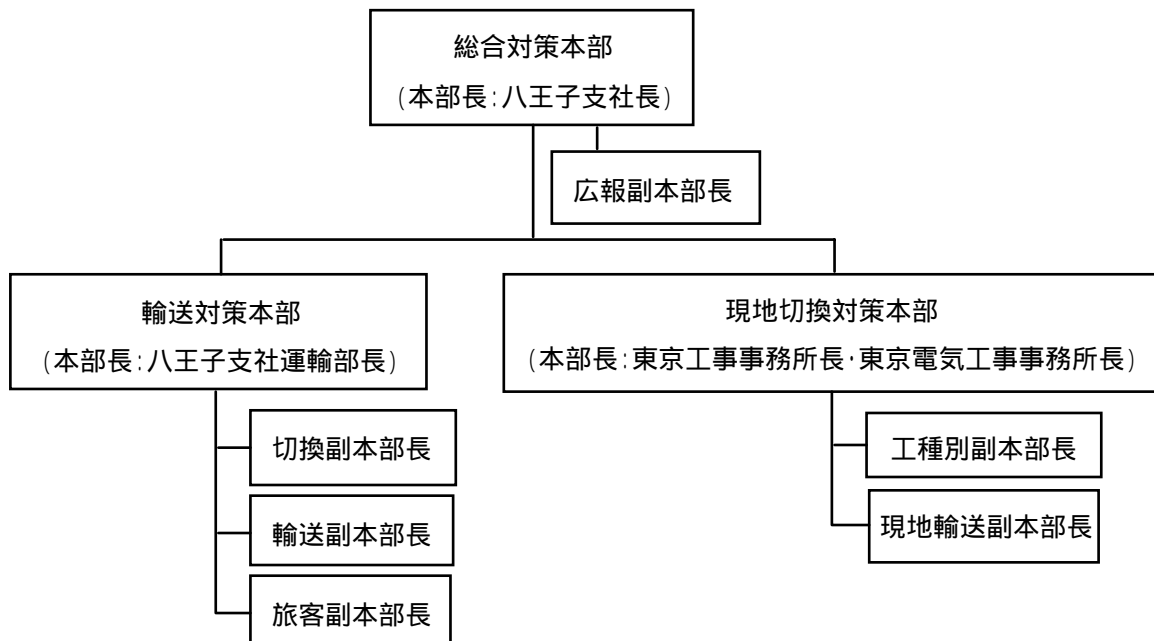 総合対策本部
(本部長:八王子支社長)
広報副本部長
輸送対策本部
(本部長:八王子支社運輸部長)
切換副本部長
輸送副本部長
旅客副本部長
現地切換対策本部
(本部長:東京工事事務所長・東京電気工事事務所長)
工種別副本部長
現地輸送副本部長